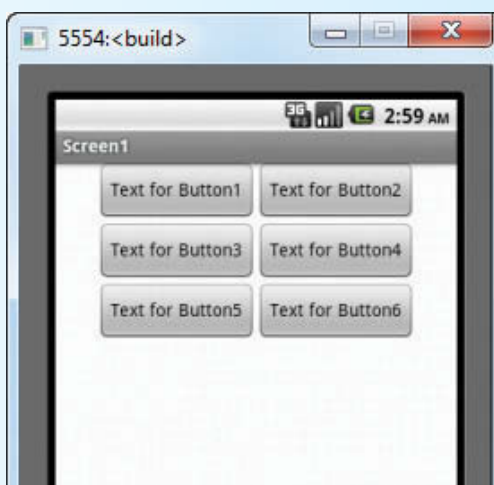 5554:<build>
3G 2:59 AM
Screen1
Text for Button1 Text for Button2
Text for Button3 Text for Button4
Text for Button5 Text for Button6